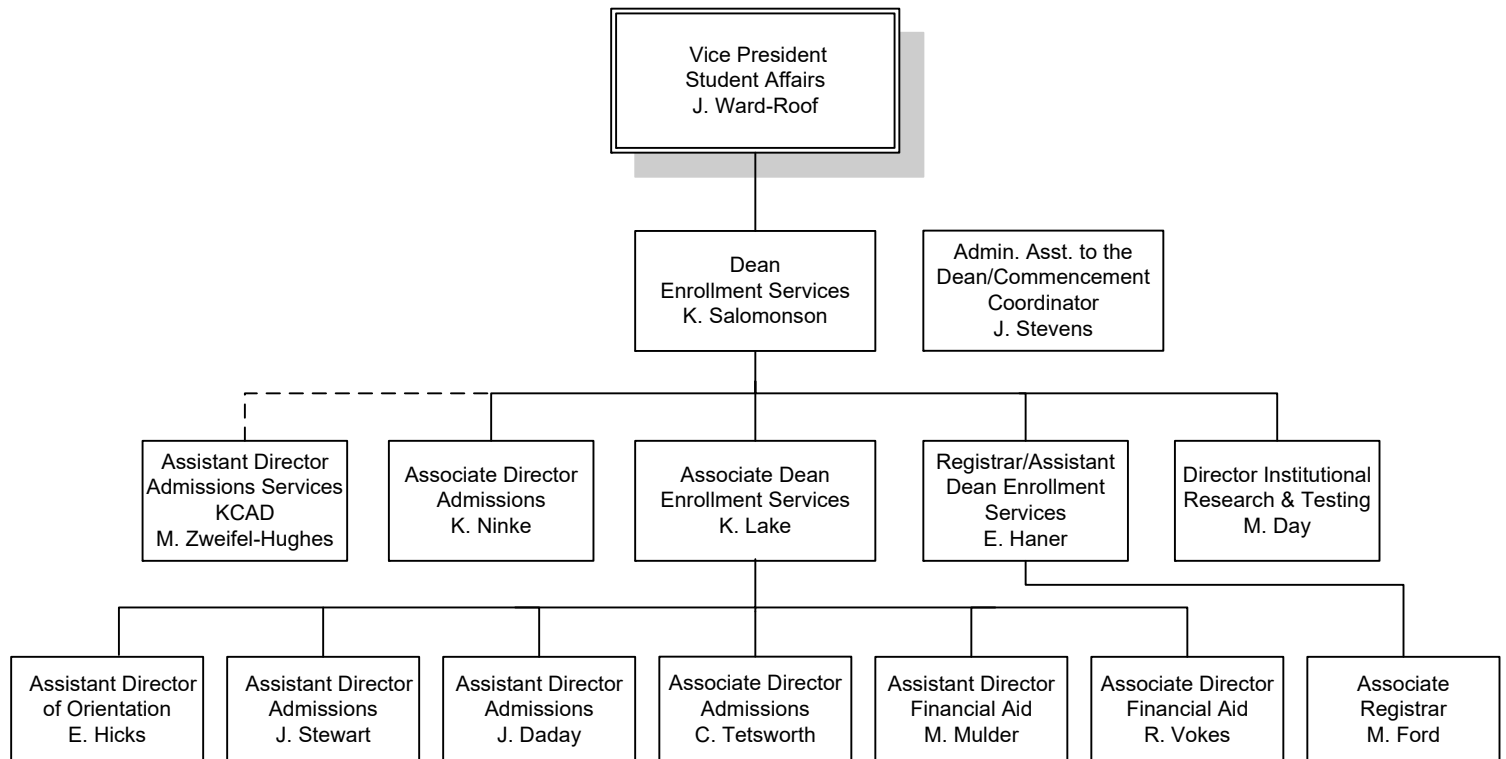 Vice President
Student Affairs
J. Ward-Roof
Dean
Enrollment Services
K. Salomonson
Admin. Asst. to the
Dean/Commencement
Coordinator
J. Stevens
Assistant Director
Admissions Services
KCAD
M. Zweifel-Hughes
Associate Director
Admissions
K. Ninke
Associate Dean
Enrollment Services
K. Lake
Registrar/Assistant
Dean Enrollment
Services
E. Haner
Director Institutional
Research & Testing
M. Day
Assistant Director
of Orientation
E. Hicks
Assistant Director
Admissions
J. Stewart
Assistant Director
Admissions
J. Daday
Associate Director
Admissions
C. Tetsworth
Assistant Director
Financial Aid
M. Mulder
Associate Director
Financial Aid
R. Vokes
Associate
Registrar
M. Ford